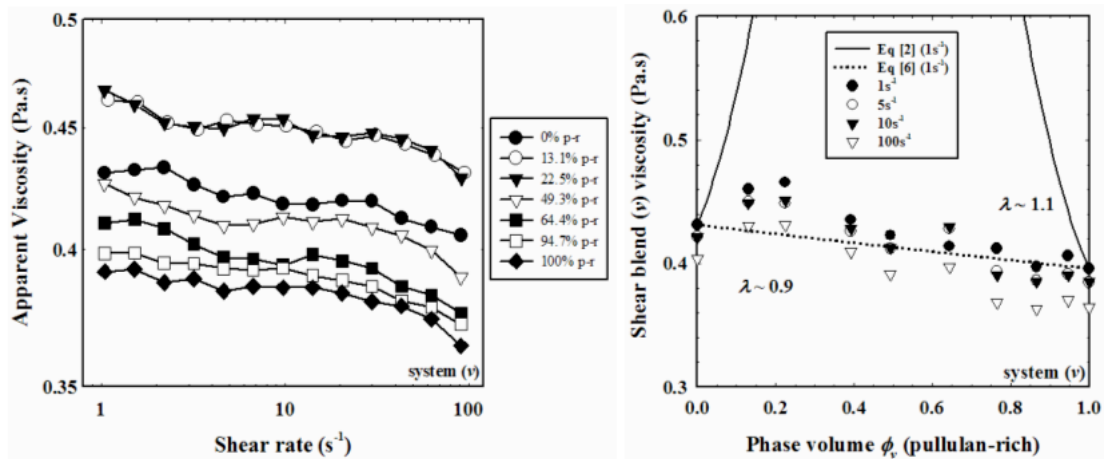 0.5
0.45
0.4
0.35
Apparent Viscosity (Pa.s)
1
10
100
Shear rate (s⁻¹)
system (v)
0% p-r
13.1% p-r
22.5% p-r
49.3% p-r
64.4% p-r
94.7% p-r
100% p-r
0.6
0.5
0.4
0.3
Shear blend (v) viscosity (Pa.s)
Eq [2] (1s⁻¹)
Eq [6] (1s⁻¹)
1s⁻¹
5s⁻¹
10s⁻¹
100s⁻¹
λ ~ 1.1
λ ~ 0.9
system (v)
0.0
0.2
0.4
0.6
0.8
1.0
Phase volume ϕᵥ (pullulan-rich)